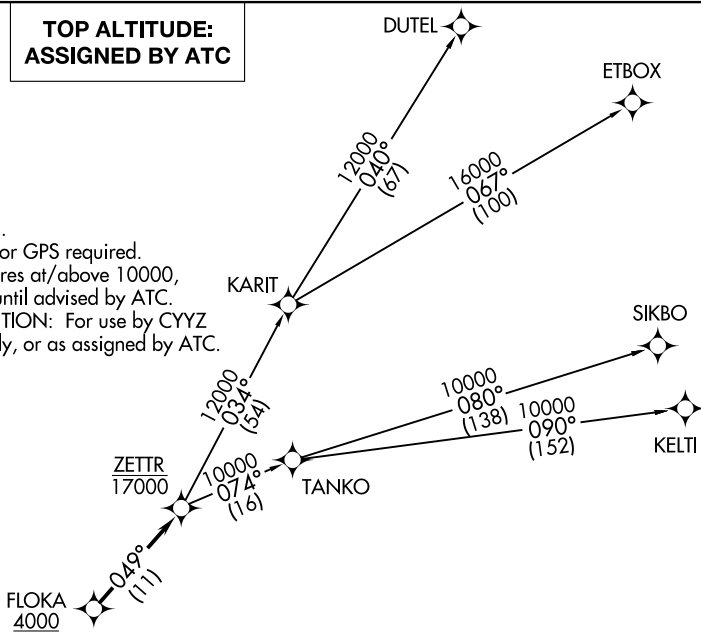 TOP ALTITUDE:
ASSIGNED BY ATC
DUTEL
ETBOX
12000
040°
(67)
16000
067°
(100)
.
or GPS required.
res at/above 10000,
until advised by ATC.
TION: For use by CYYZ
ly, or as assigned by ATC.
KARIT
SIKBO
12000
034°
(54)
10000
080°
(138)
10000
090°
(152)
KELTI
ZETTR
17000
10000
074°
(16)
TANKO
049°
(11)
FLOKA
4000